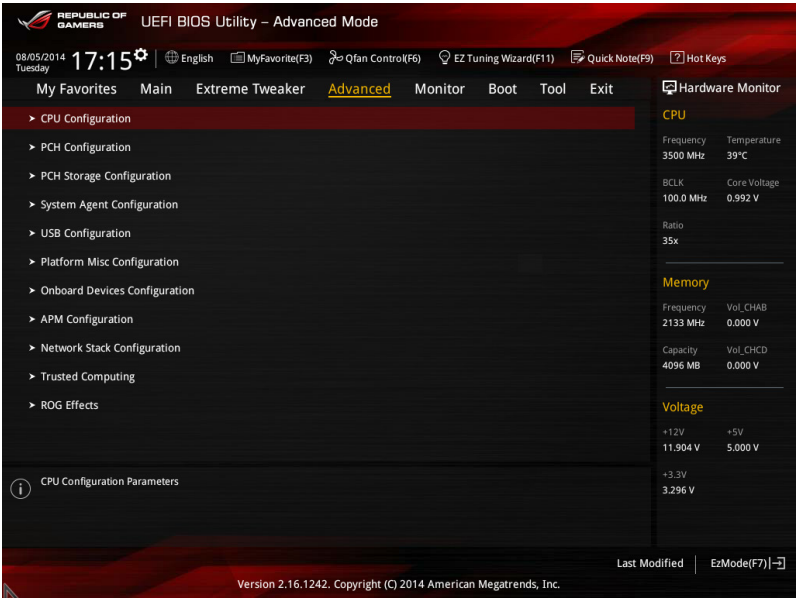 REPUBLIC OF
GAMERS
UEFI BIOS Utility – Advanced Mode
08/05/2014
Tuesday
17:15
English
MyFavorite(F3)
Qfan Control(F6)
EZ Tuning Wizard(F11)
Quick Note(F9)
? Hot Keys
My Favorites Main Extreme Tweaker Advanced Monitor Boot Tool Exit
➤ CPU Configuration
➤ PCH Configuration
➤ PCH Storage Configuration
➤ System Agent Configuration
➤ USB Configuration
➤ Platform Misc Configuration
➤ Onboard Devices Configuration
➤ APM Configuration
➤ Network Stack Configuration
➤ Trusted Computing
➤ ROG Effects
i CPU Configuration Parameters
Hardware Monitor
CPU
Frequency Temperature
3500 MHz 39°C
BCLK Core Voltage
100.0 MHz 0.992 V
Ratio
35x
Memory
Frequency Vol_CHAB
2133 MHz 0.000 V
Capacity Vol_CHCD
4096 MB 0.000 V
Voltage
+12V +5V
11.904 V 5.000 V
+3.3V
3.296 V
Last Modified
EzMode(F7)
Version 2.16.1242. Copyright (C) 2014 American Megatrends, Inc.